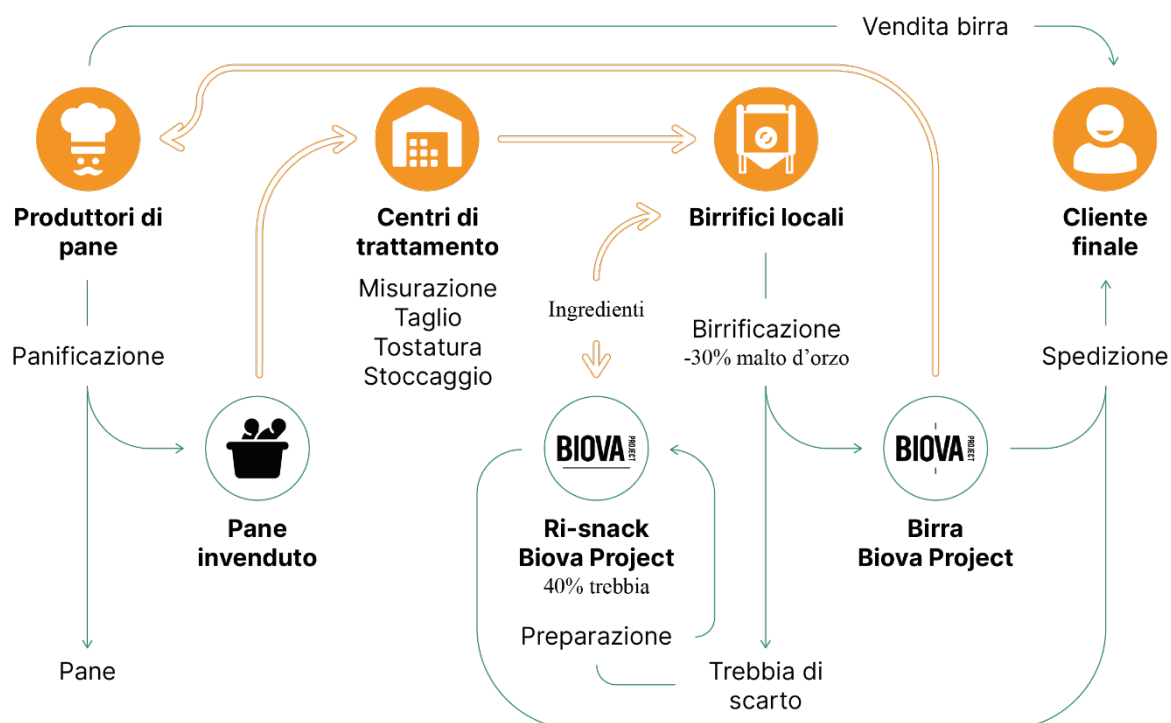 Vendita birra
Produttori di
pane
Centri di
trattamento
Misurazione
Taglio
Tostatura
Stoccaggio
Birrifici locali
Cliente
finale
Panificazione
Ingredienti
Birrificazione
-30% malto d'orzo
Spedizione
BIOVA PROJECT
BIOVA PROJECT
Pane
invenduto
Ri-snack
Biova Project
40% trebbia
Birra
Biova Project
Preparazione
Pane
Trebbia di
scarto